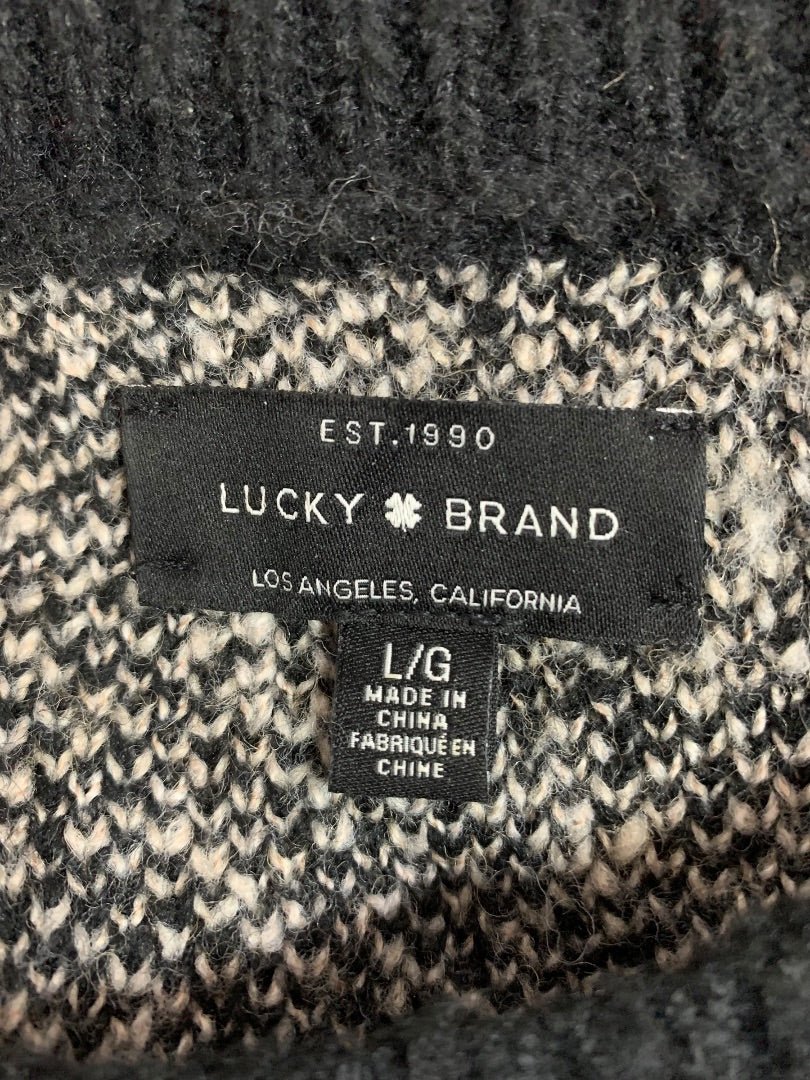 EST.1990
LUCKY BRAND
LOS ANGELES, CALIFORNIA
L/G
MADE IN
CHINA
FABRIQUÉ EN
CHINE